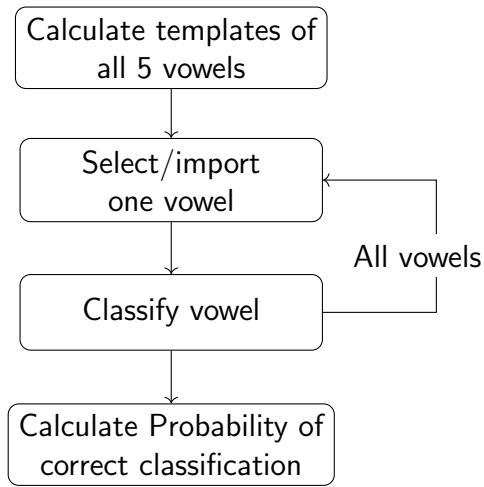 Calculate templates of
all 5 vowels
Select/import
one vowel
All vowels
Classify vowel
Calculate Probability of
correct classification